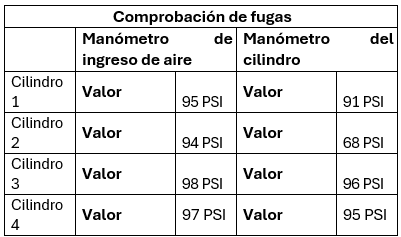 Comprobación de fugas
Manómetro de ingreso de aire
Manómetro del cilindro
Cilindro 1 Valor 95 PSI Valor 91 PSI
Cilindro 2 Valor 94 PSI Valor 68 PSI
Cilindro 3 Valor 98 PSI Valor 96 PSI
Cilindro 4 Valor 97 PSI Valor 95 PSI